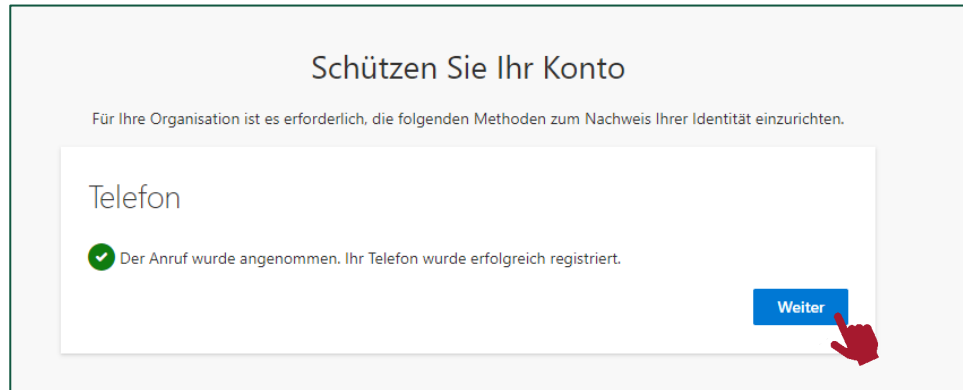 Schützen Sie Ihr Konto
Für Ihre Organisation ist es erforderlich, die folgenden Methoden zum Nachweis Ihrer Identität einzurichten.
Telefon
Der Anruf wurde angenommen. Ihr Telefon wurde erfolgreich registriert.
Weiter